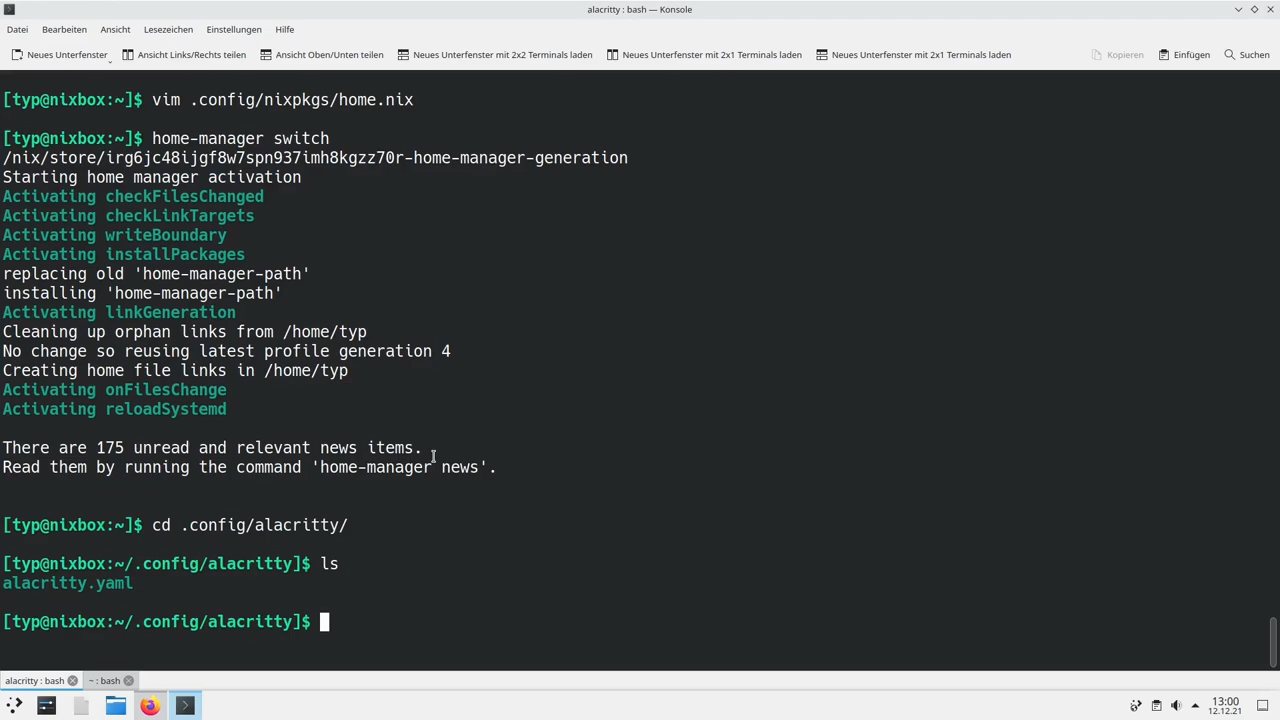 alacritty : bash — Konsole
Datei Bearbeiten Ansicht Lesezeichen Einstellungen Hilfe
Neues Unterfenster Ansicht Links/Rechts teilen Ansicht Oben/Unten teilen Neues Unterfenster mit 2x2 Terminals laden Neues Unterfenster mit 2x1 Terminals laden Neues Unterfenster mit 2x1 Terminals laden Kopieren Einfügen Suchen
[typ@nixbox:~]$ vim .config/nixpkgs/home.nix
[typ@nixbox:~]$ home-manager switch
/nix/store/irg6jc48ijgf8w7spn937imh8kgzz70r-home-manager-generation
Starting home manager activation
Activating checkFilesChanged
Activating checkLinkTargets
Activating writeBoundary
Activating installPackages
replacing old 'home-manager-path'
installing 'home-manager-path'
Activating linkGeneration
Cleaning up orphan links from /home/typ
No change so reusing latest profile generation 4
Creating home file links in /home/typ
Activating onFilesChange
Activating reloadSystemd
There are 175 unread and relevant news items.
Read them by running the command 'home-manager news'.
[typ@nixbox:~]$ cd .config/alacritty/
[typ@nixbox:~/.config/alacritty]$ ls
alacritty.yaml
[typ@nixbox:~/.config/alacritty]$
alacritty : bash ~ : bash
13:00
12.12.21